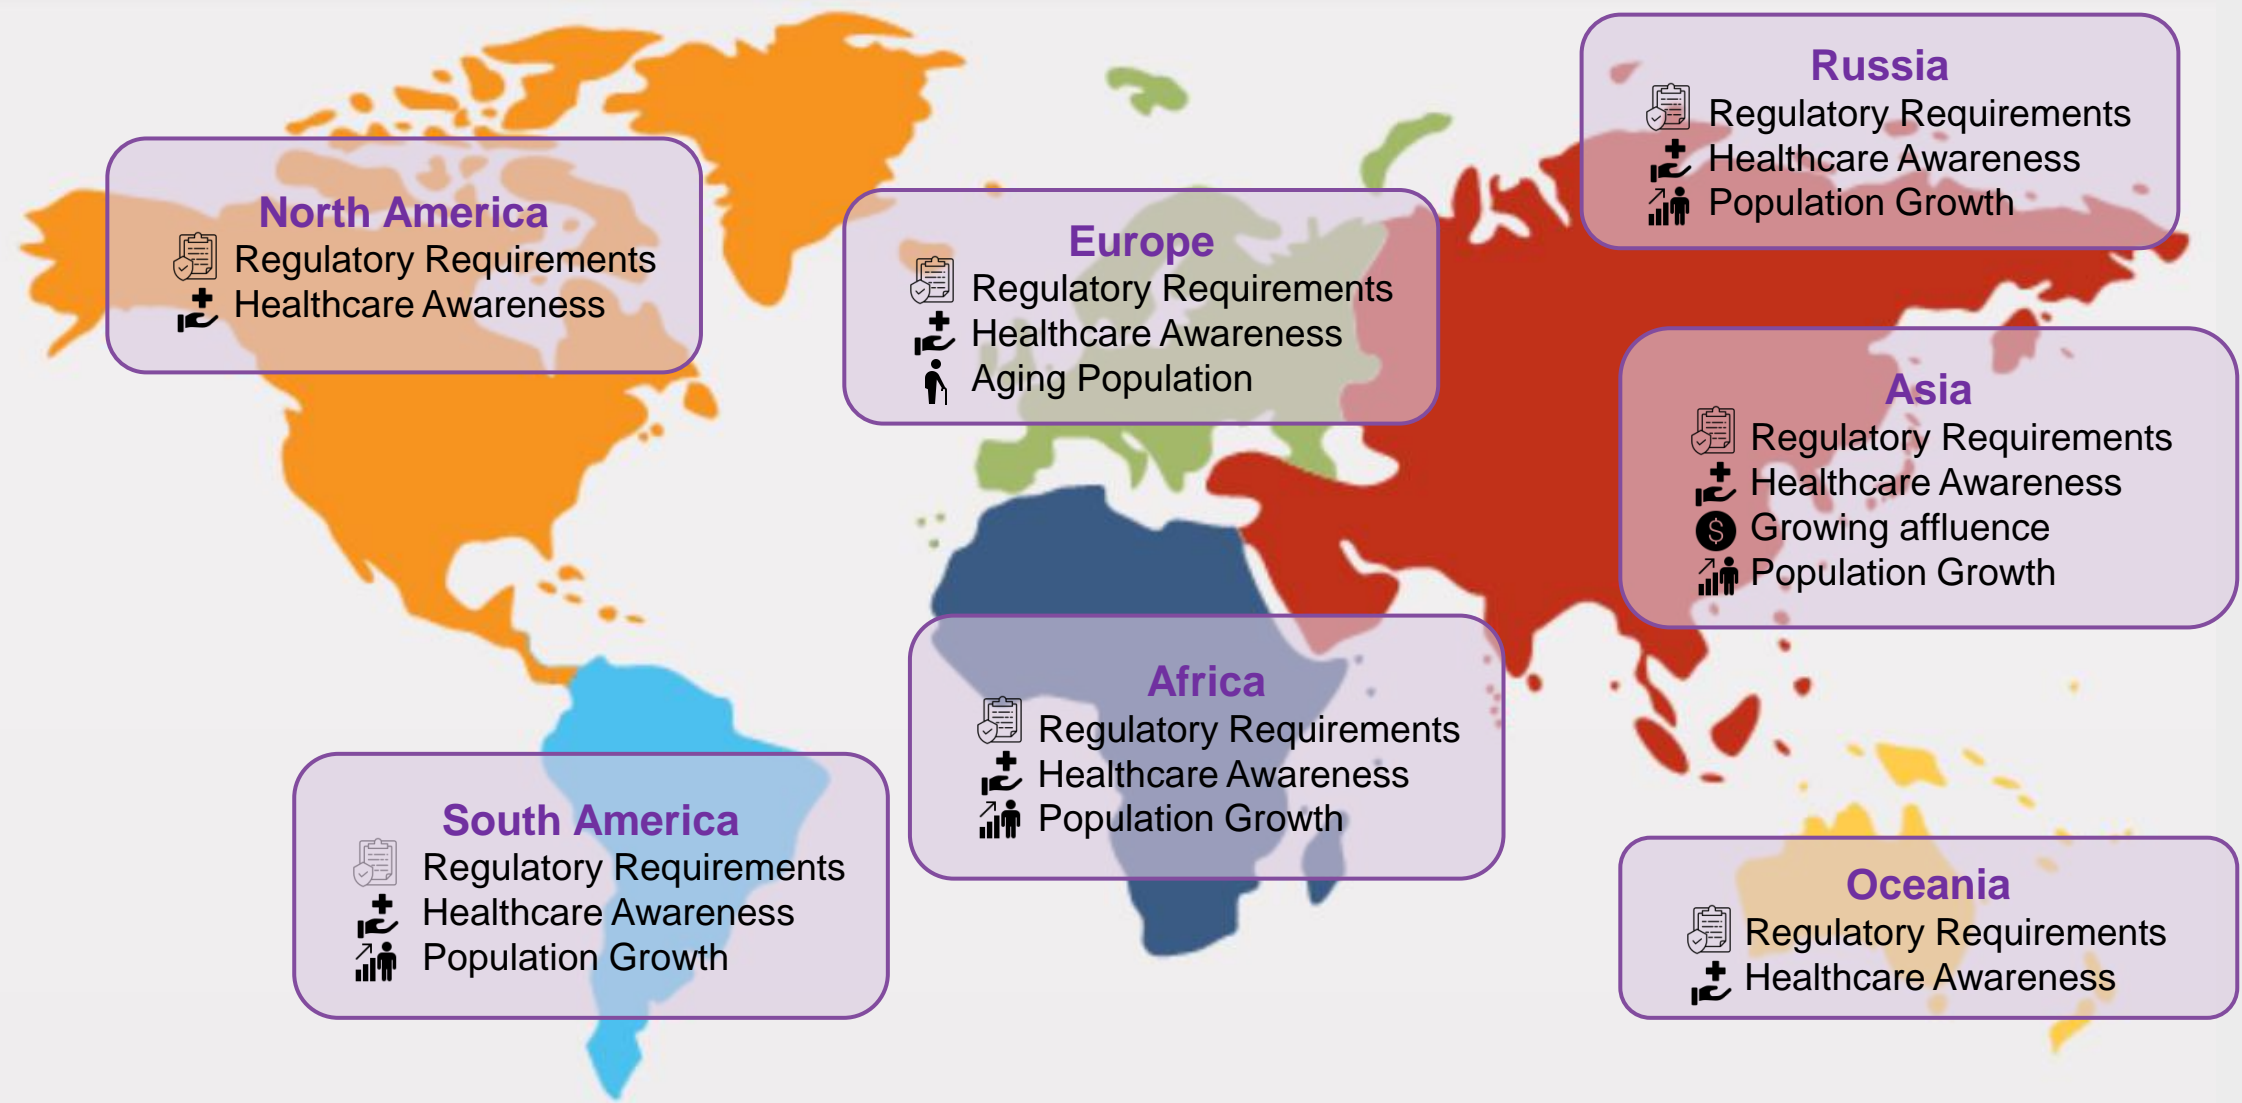 North America
Regulatory Requirements
Healthcare Awareness
Europe
Regulatory Requirements
Healthcare Awareness
Aging Population
Russia
Regulatory Requirements
Healthcare Awareness
Population Growth
Asia
Regulatory Requirements
Healthcare Awareness
$ Growing affluence
Population Growth
Africa
Regulatory Requirements
Healthcare Awareness
Population Growth
South America
Regulatory Requirements
Healthcare Awareness
Population Growth
Oceania
Regulatory Requirements
Healthcare Awareness